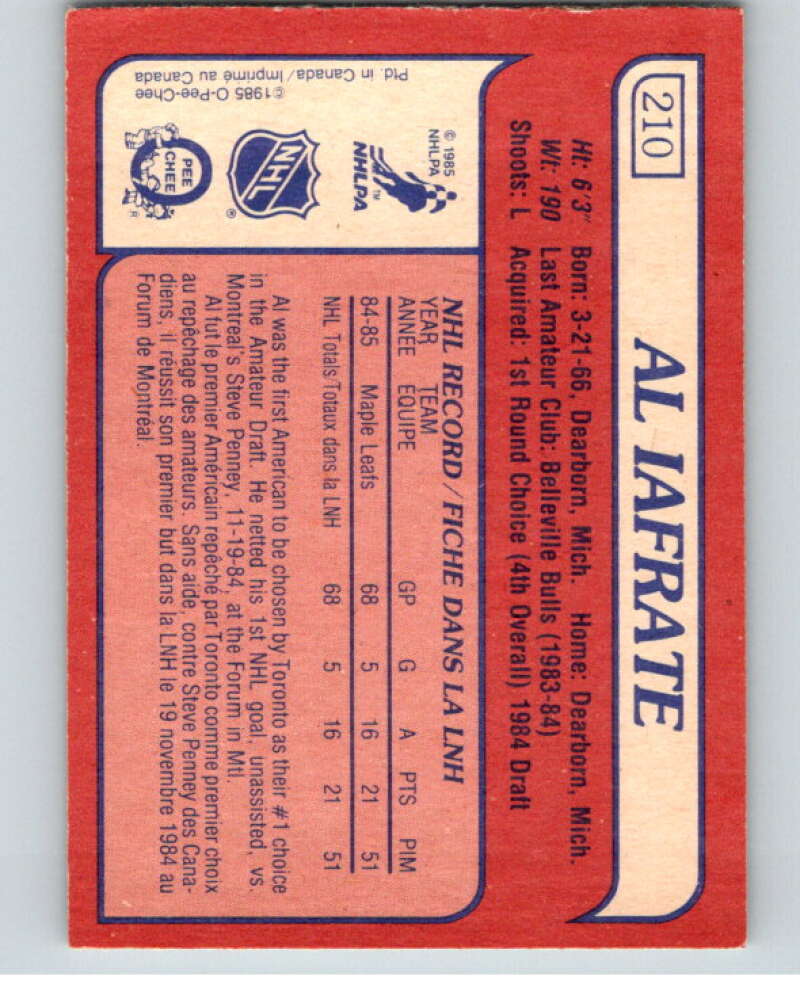 210
AL IAFRATE
Ht: 6'3" Born: 3-21-66, Dearborn, Mich. Home: Dearborn, Mich.
Wt: 190 Last Amateur Club: Belleville Bulls (1983-84)
Shoots: L Acquired: 1st Round Choice (4th Overall) 1984 Draft
NHL RECORD/FICHE DANS LA LNH
YEAR TEAM
ANNÉE EQUIPE GP G A PTS PIM
84-85 Maple Leafs 68 5 16 21 51
NHL Totals/Totaux dans la LNH 68 5 16 21 51
Al was the first American to be chosen by Toronto as their #1 choice
in the Amateur Draft. He netted his 1st NHL goal, unassisted, vs.
Montreal's Steve Penney, 11-19-84, at the Forum in Mtl.
Al fut le premier Américain repêché par Toronto comme premier choix
au repêchage des amateurs. Sans aide, contre Steve Penney des Cana-
diens, il réussit son premier but dans la LNH le 19 novembre 1984 au
Forum de Montréal.
© 1985
NHLPA
NHLPA
TM
NHL
®
O
PEE
CHEE
R
©1985 O-Pee-Chee
Ptd. in Canada/Imprimé au Canada